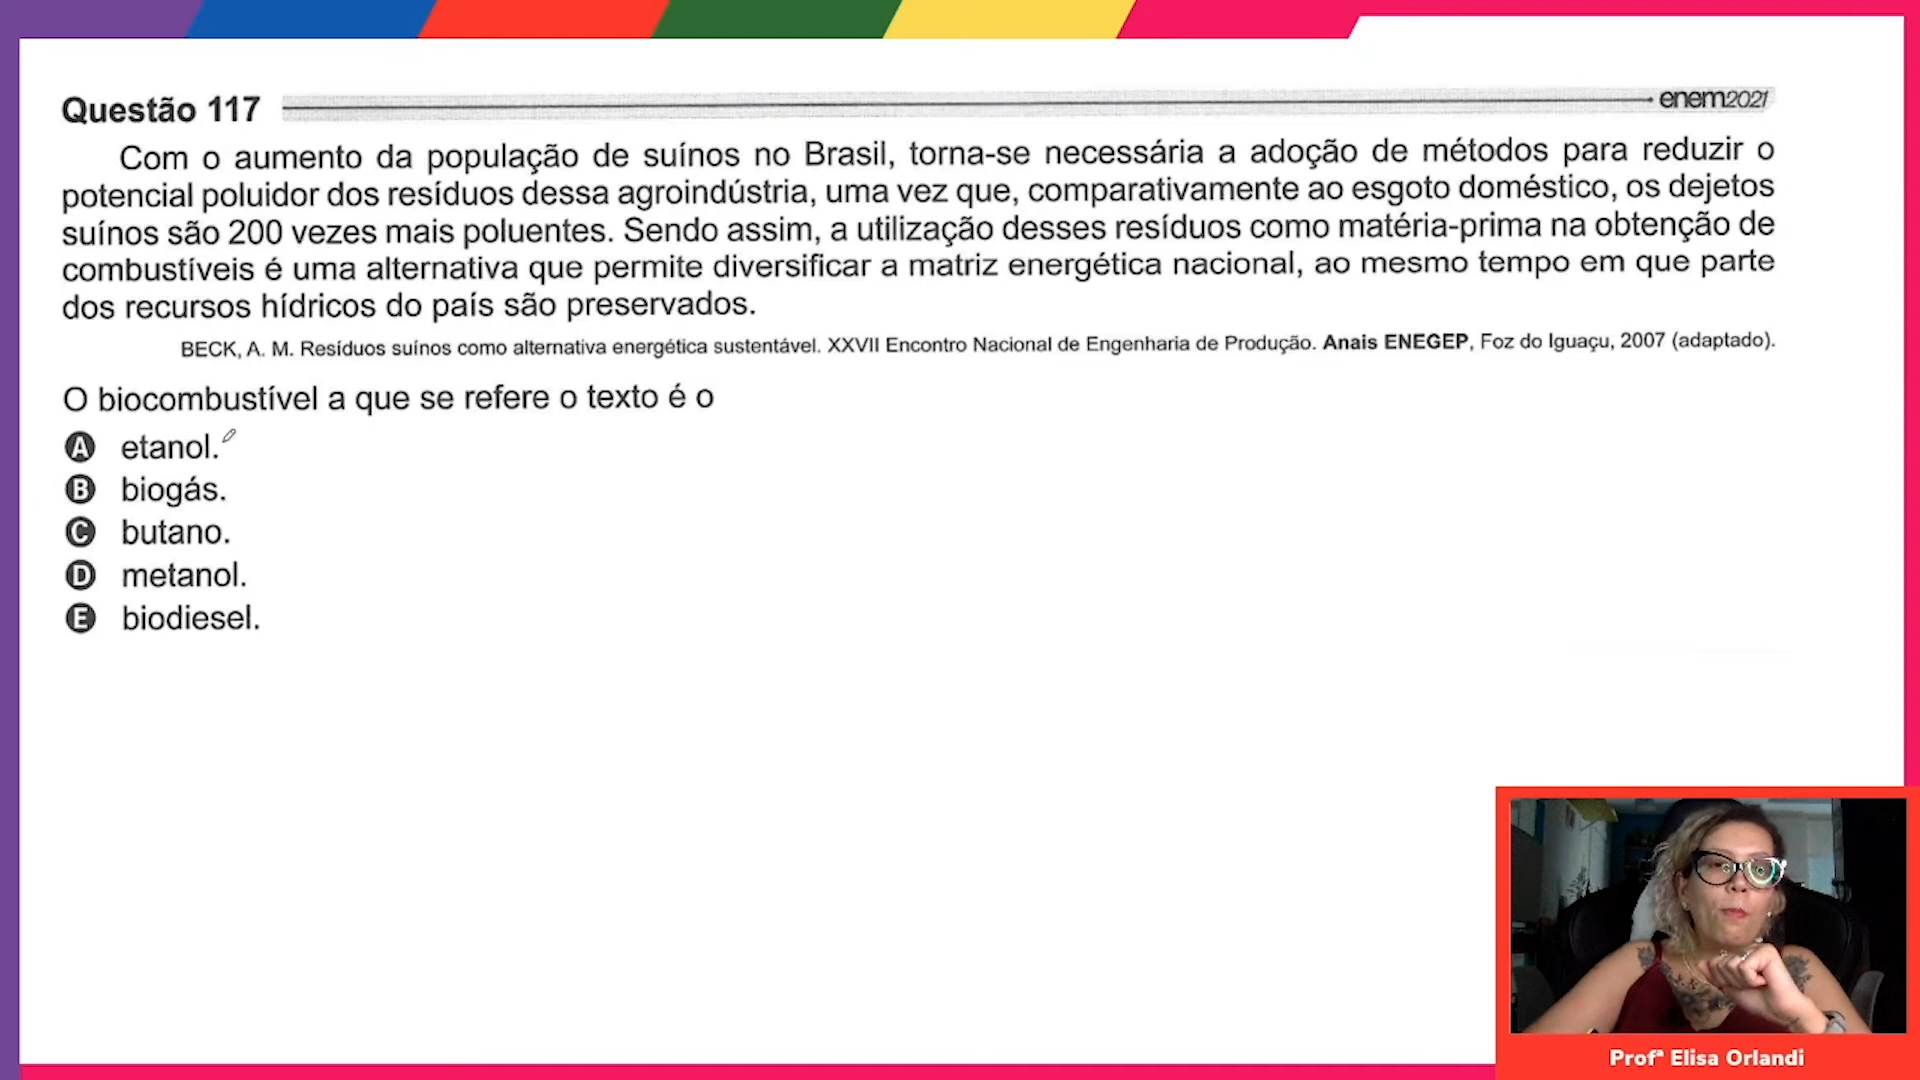 Questão 117
enem2021
Com o aumento da população de suínos no Brasil, torna-se necessária a adoção de métodos para reduzir o
potencial poluidor dos resíduos dessa agroindústria, uma vez que, comparativamente ao esgoto doméstico, os dejetos
suínos são 200 vezes mais poluentes. Sendo assim, a utilização desses resíduos como matéria-prima na obtenção de
combustíveis é uma alternativa que permite diversificar a matriz energética nacional, ao mesmo tempo em que parte
dos recursos hídricos do país são preservados.
BECK, A. M. Resíduos suínos como alternativa energética sustentável. XXVII Encontro Nacional de Engenharia de Produção. Anais ENEGEP, Foz do Iguaçu, 2007 (adaptado).
O biocombustível a que se refere o texto é o
A etanol.
B biogás.
C butano.
D metanol.
E biodiesel.
Profª Elisa Orlandi